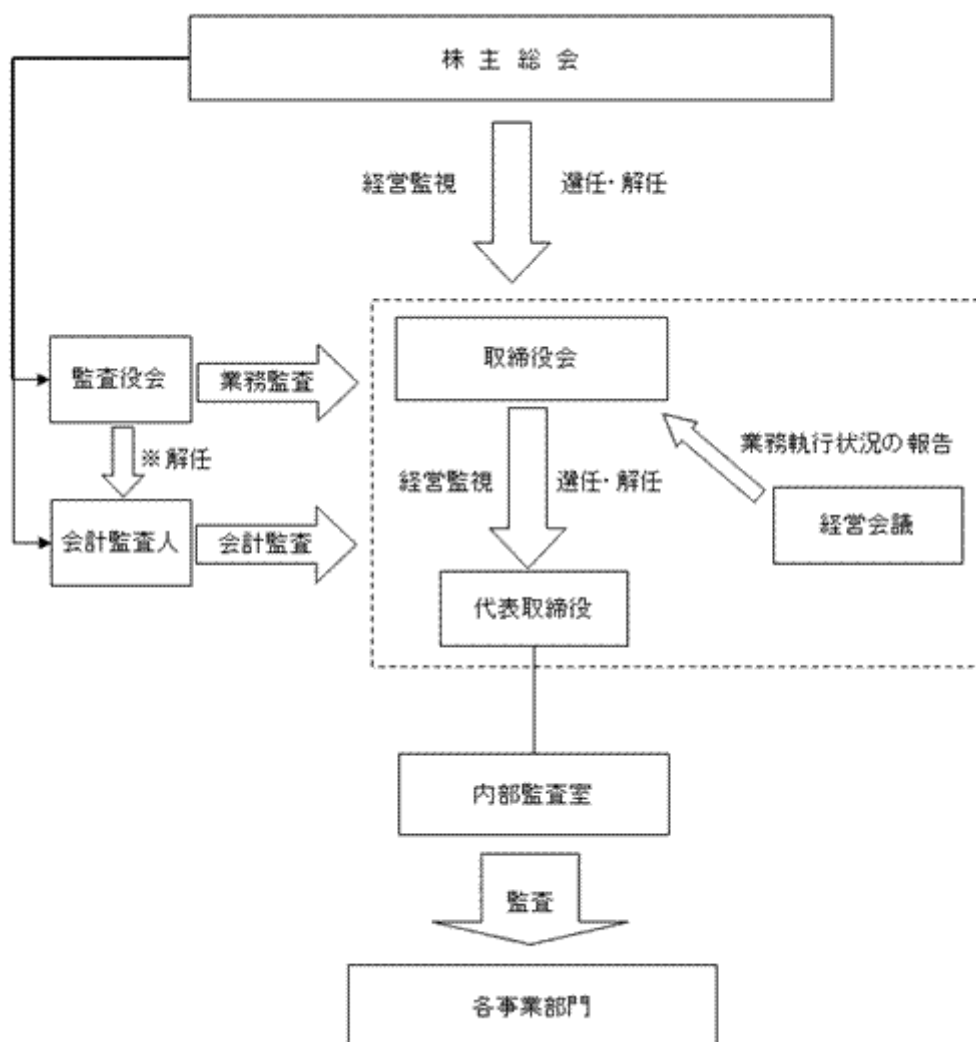 株主総会
経営監視
選任・解任
取締役会
監査役会
業務監査
業務執行状況の報告
※解任
経営監視
選任・解任
経営会議
会計監査人
会計監査
代表取締役
内部監査室
監査
各事業部門